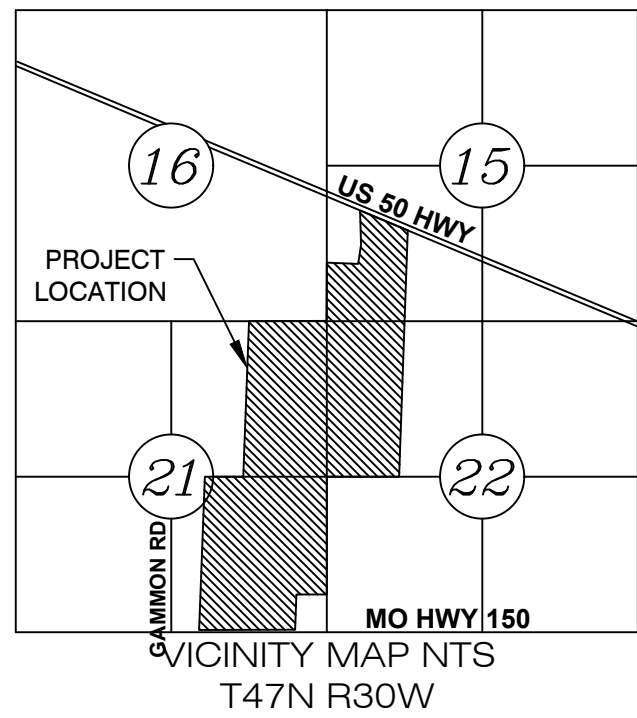 16
15
US 50 HWY
PROJECT
LOCATION
21
22
GAMMON RD
MO HWY 150
VICINITY MAP NTS
T47N R30W